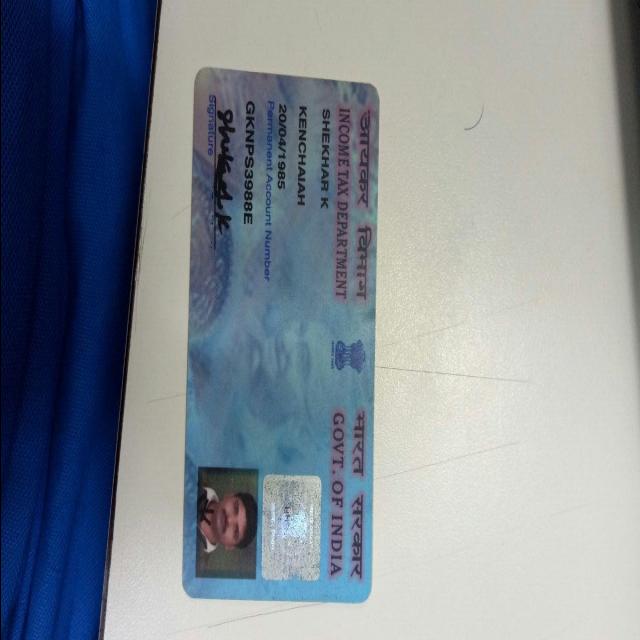 आयकर विभाग
INCOME TAX DEPARTMENT
भारत सरकार
GOVT. OF INDIA
SHEKHAR K
KENCHAIAH
20/04/1985
Permanent Account Number
GKNPS3988E
Signature